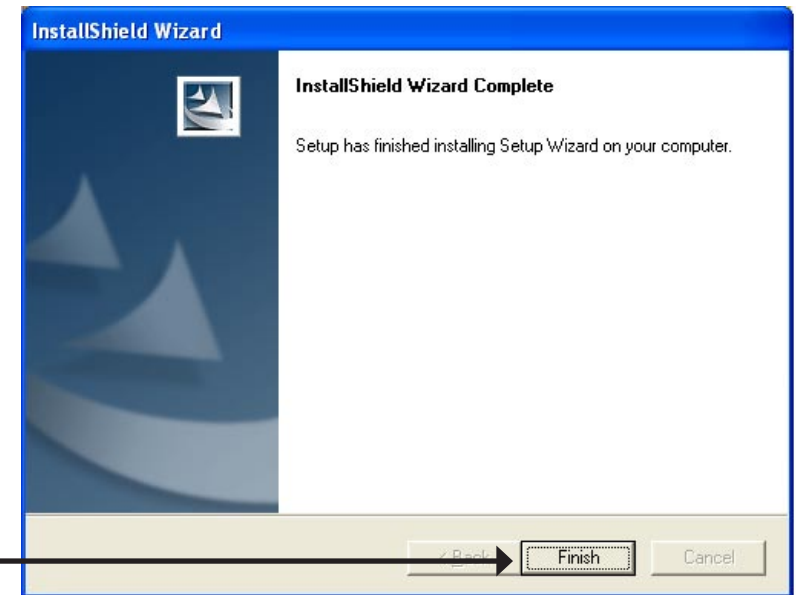 InstallShield Wizard
InstallShield Wizard Complete
Setup has finished installing Setup Wizard on your computer.
< Back Finish Cancel